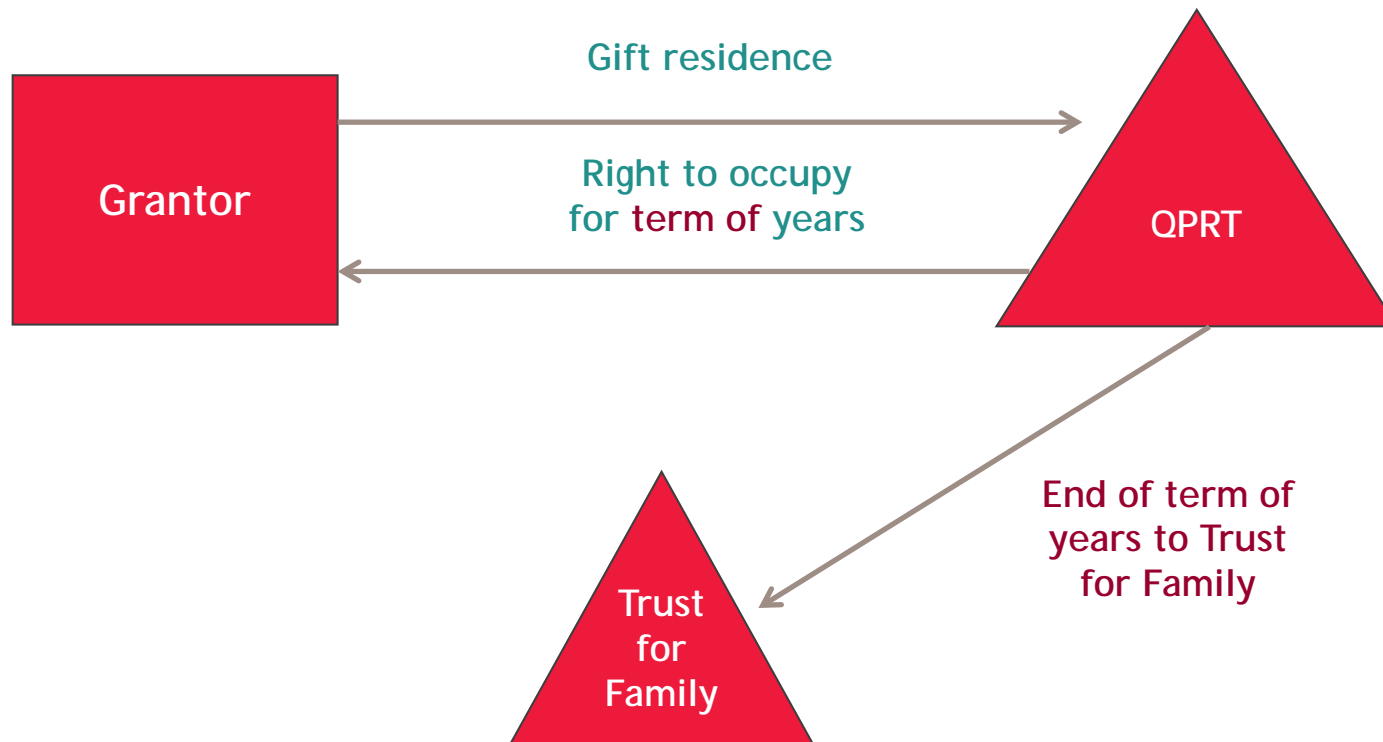 Gift residence
Grantor
Right to occupy
for term of years
QPRT
End of term of
years to Trust
for Family
Trust
for
Family